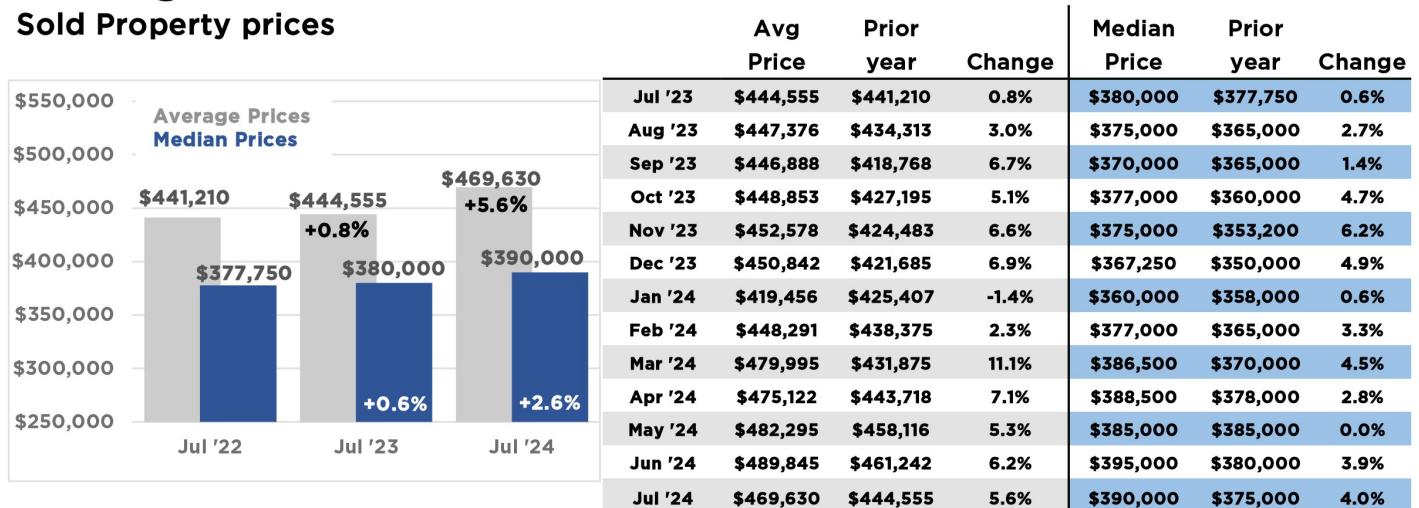 Sold Property prices
$550,000
$500,000
$450,000
$400,000
$350,000
$300,000
$250,000
Average Prices
Median Prices
$441,210
$377,750
$444,555
+0.8%
$380,000
+0.6%
$469,630
+5.6%
$390,000
+2.6%
Jul '22 Jul '23 Jul '24
Avg Prior Median Prior
Price year Change Price year Change
Jul '23 $444,555 $441,210 0.8% $380,000 $377,750 0.6%
Aug '23 $447,376 $434,313 3.0% $375,000 $365,000 2.7%
Sep '23 $446,888 $418,768 6.7% $370,000 $365,000 1.4%
Oct '23 $448,853 $427,195 5.1% $377,000 $360,000 4.7%
Nov '23 $452,578 $424,483 6.6% $375,000 $353,200 6.2%
Dec '23 $450,842 $421,685 6.9% $367,250 $350,000 4.9%
Jan '24 $419,456 $425,407 -1.4% $360,000 $358,000 0.6%
Feb '24 $448,291 $438,375 2.3% $377,000 $365,000 3.3%
Mar '24 $479,995 $431,875 11.1% $386,500 $370,000 4.5%
Apr '24 $475,122 $443,718 7.1% $388,500 $378,000 2.8%
May '24 $482,295 $458,116 5.3% $385,000 $385,000 0.0%
Jun '24 $489,845 $461,242 6.2% $395,000 $380,000 3.9%
Jul '24 $469,630 $444,555 5.6% $390,000 $375,000 4.0%